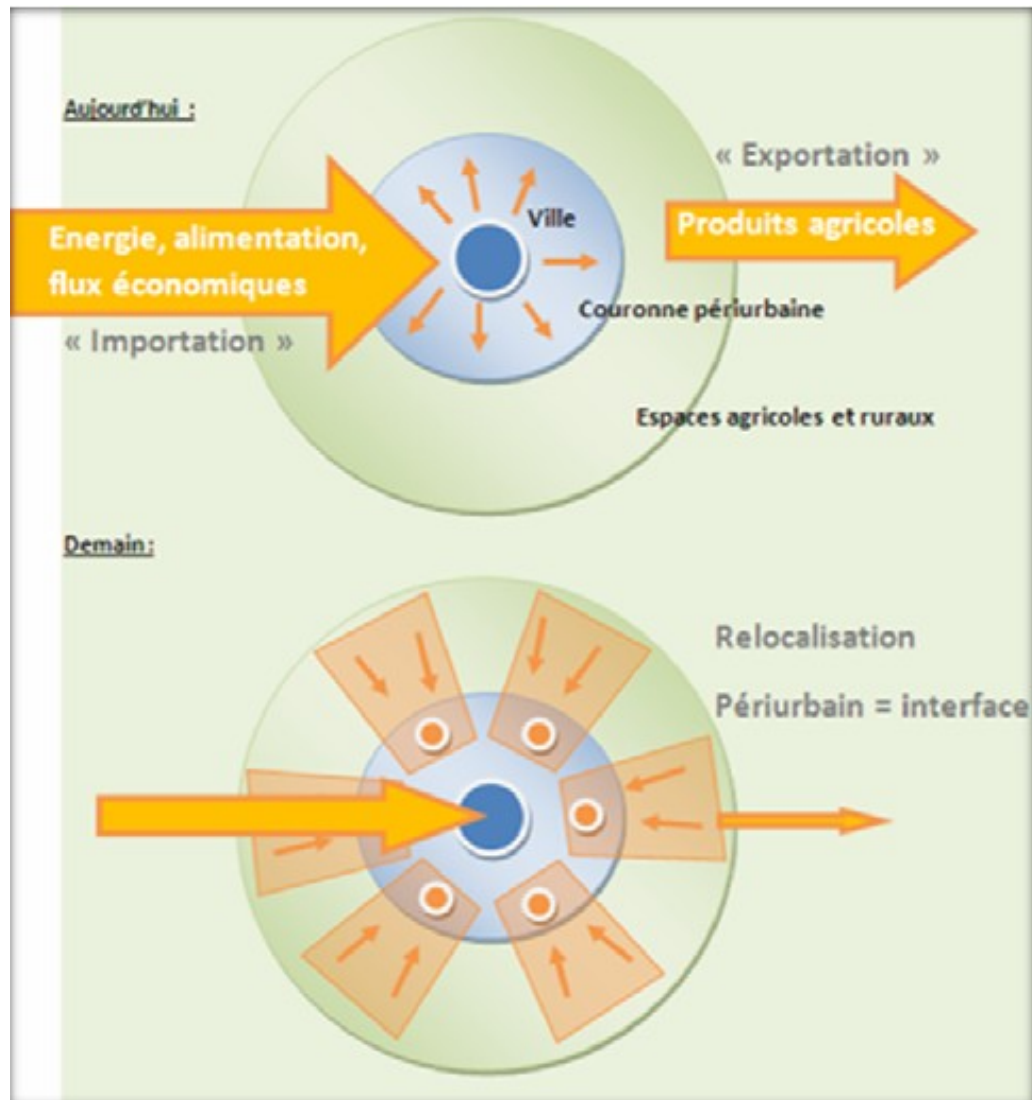 Aujourd'hui :
« Exportation »
Ville
Produits agricoles
Energie, alimentation,
flux économiques
Couronne périurbaine
« Importation »
Espaces agricoles et ruraux
Demain :
Relocalisation
Périurbain = interface